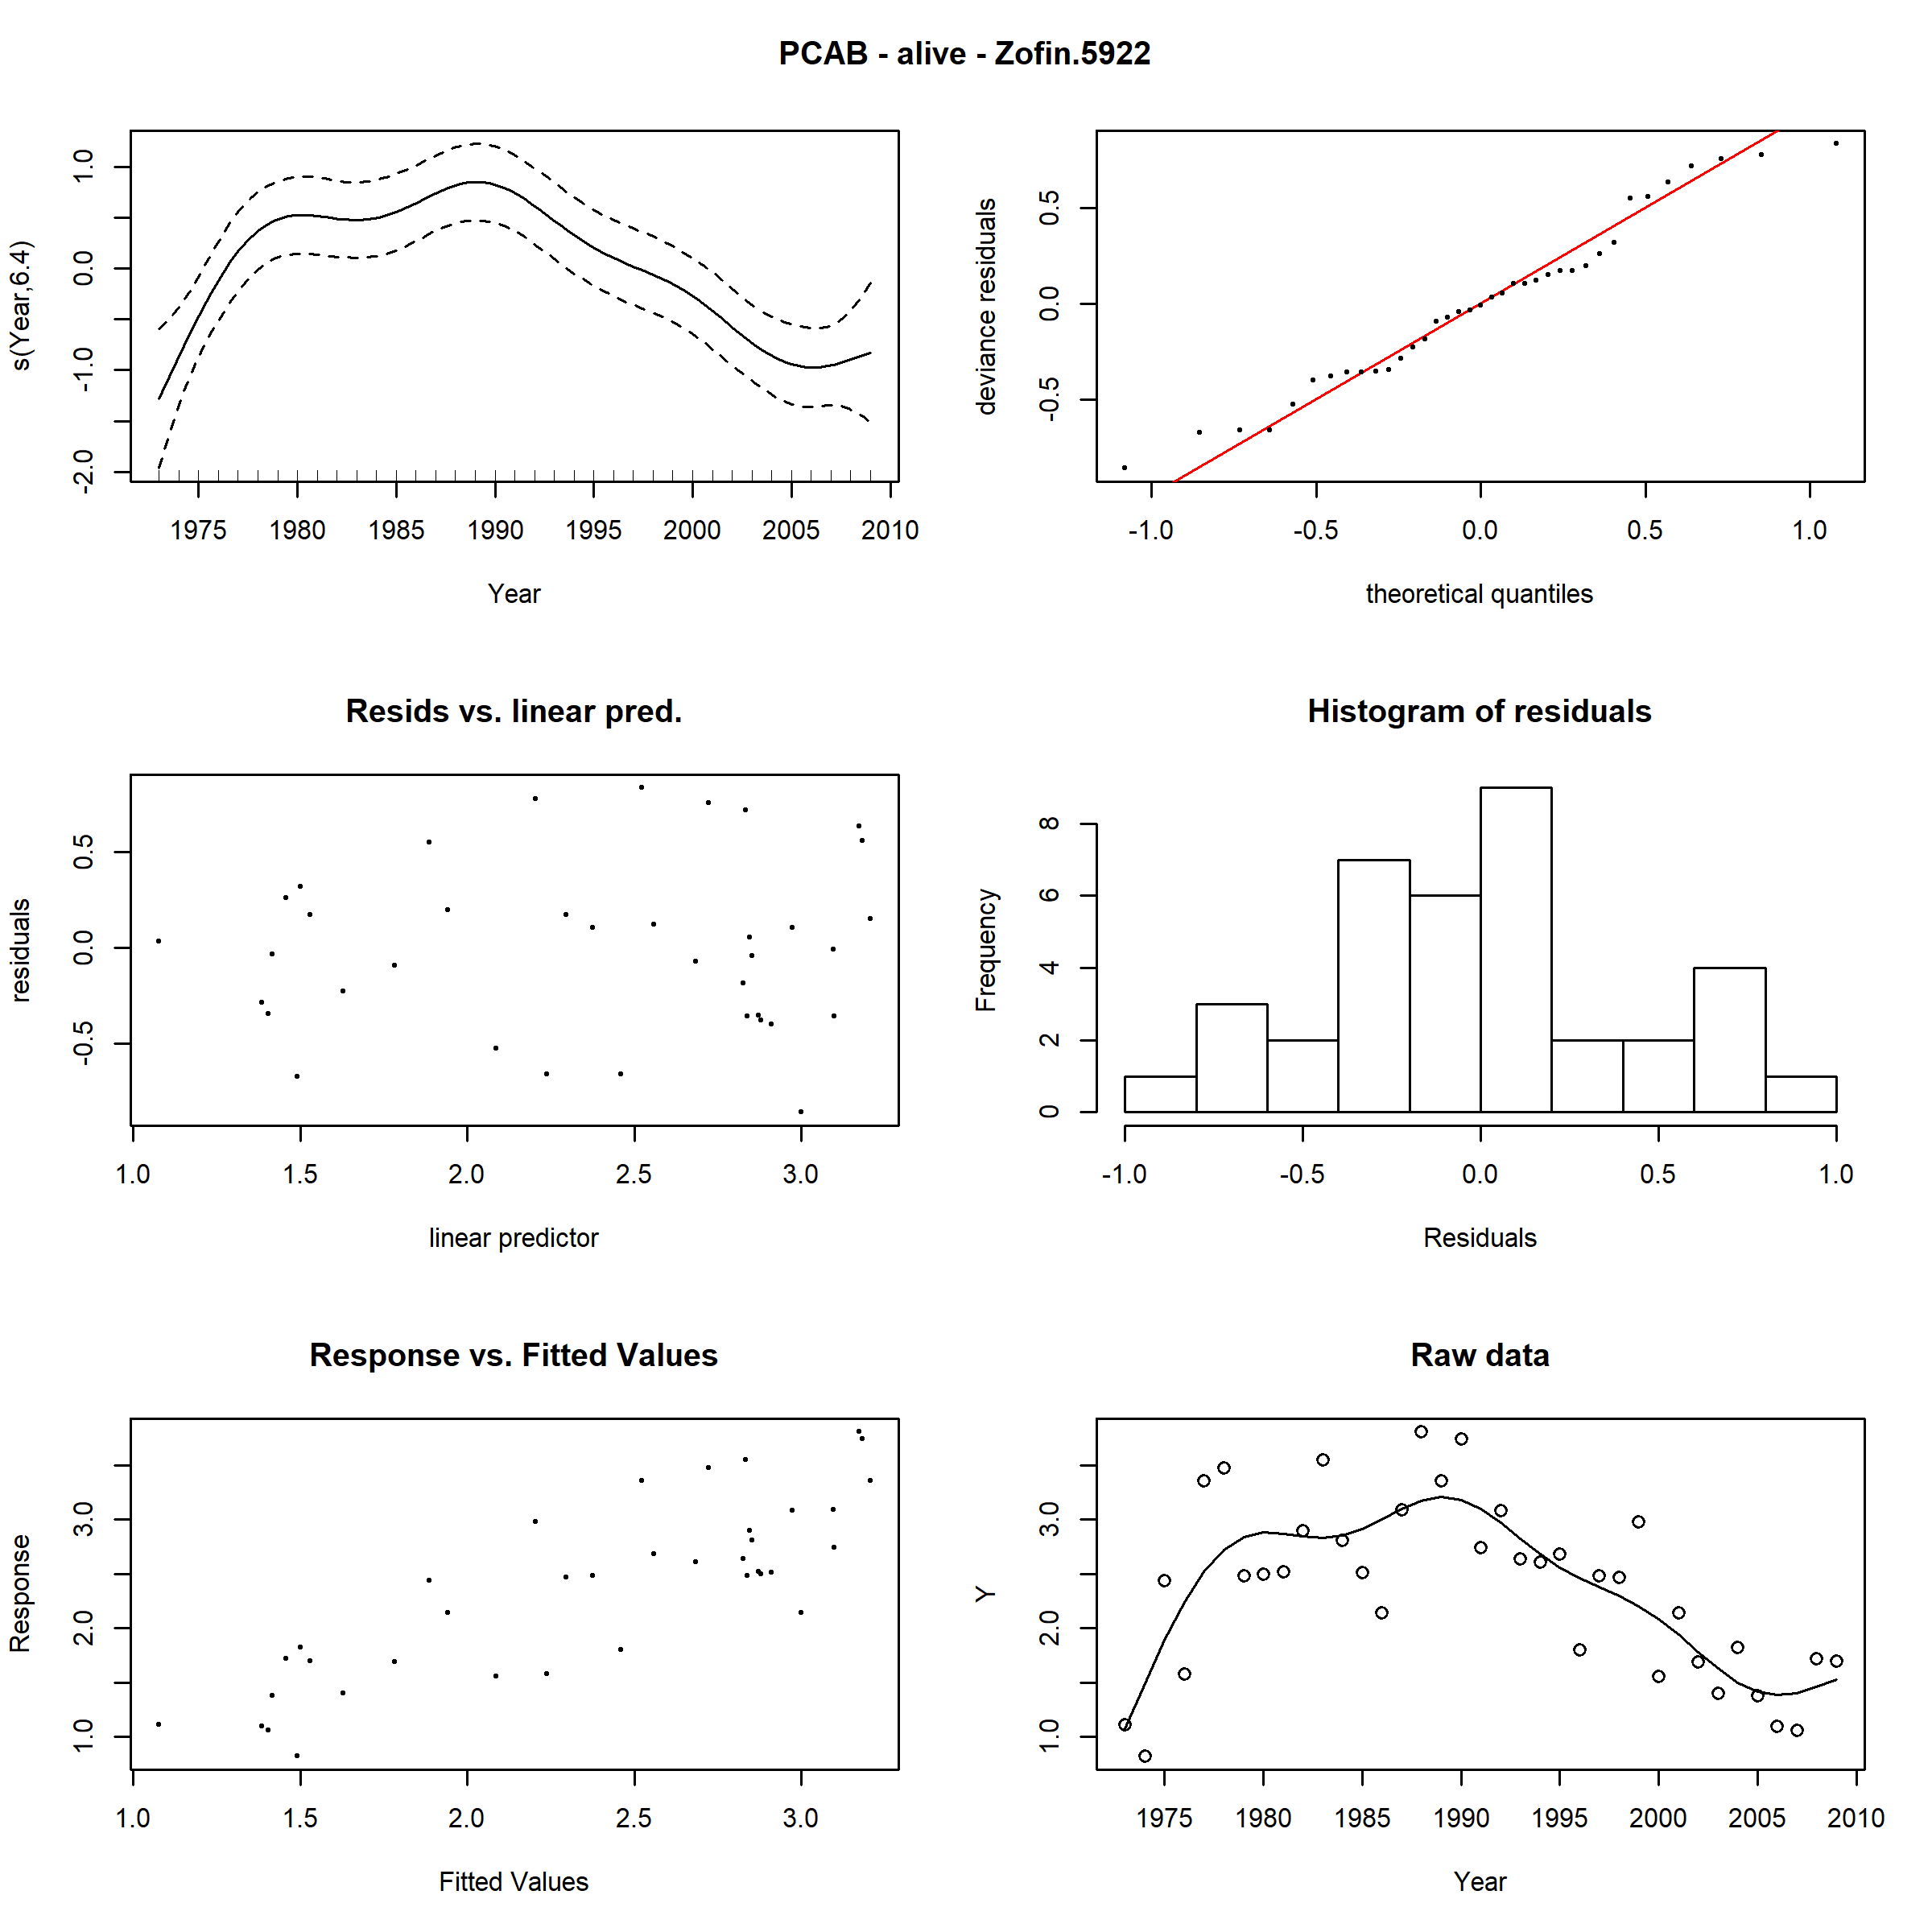 PCAB - alive - Zofin.5922
s(Year,6.4)
1.0
0.0
-1.0
-2.0
1975 1980 1985 1990 1995 2000 2005 2010
Year
deviance residuals
0.5
0.0
-0.5
-1.0 -0.5 0.0 0.5 1.0
theoretical quantiles
Resids vs. linear pred.
residuals
0.5
0.0
-0.5
1.0 1.5 2.0 2.5 3.0
linear predictor
Histogram of residuals
Frequency
8
6
4
2
0
-1.0 -0.5 0.0 0.5 1.0
Residuals
Response vs. Fitted Values
Response
3.0
2.0
1.0
1.0 1.5 2.0 2.5 3.0
Fitted Values
Raw data
Y
3.0
2.0
1.0
1975 1980 1985 1990 1995 2000 2005 2010
Year